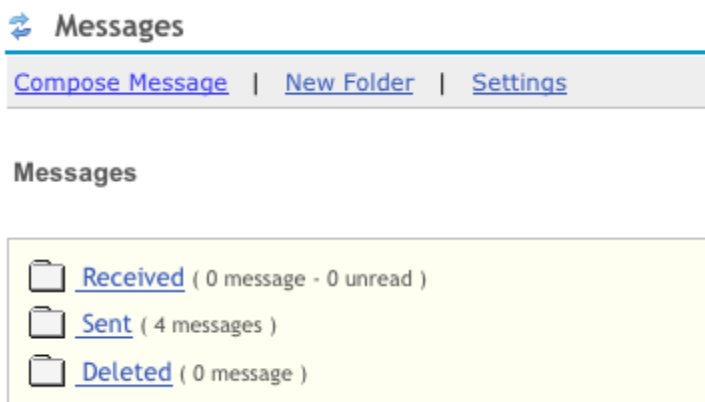 Messages
Compose Message | New Folder | Settings
Messages
Received ( 0 message - 0 unread )
Sent ( 4 messages )
Deleted ( 0 message )